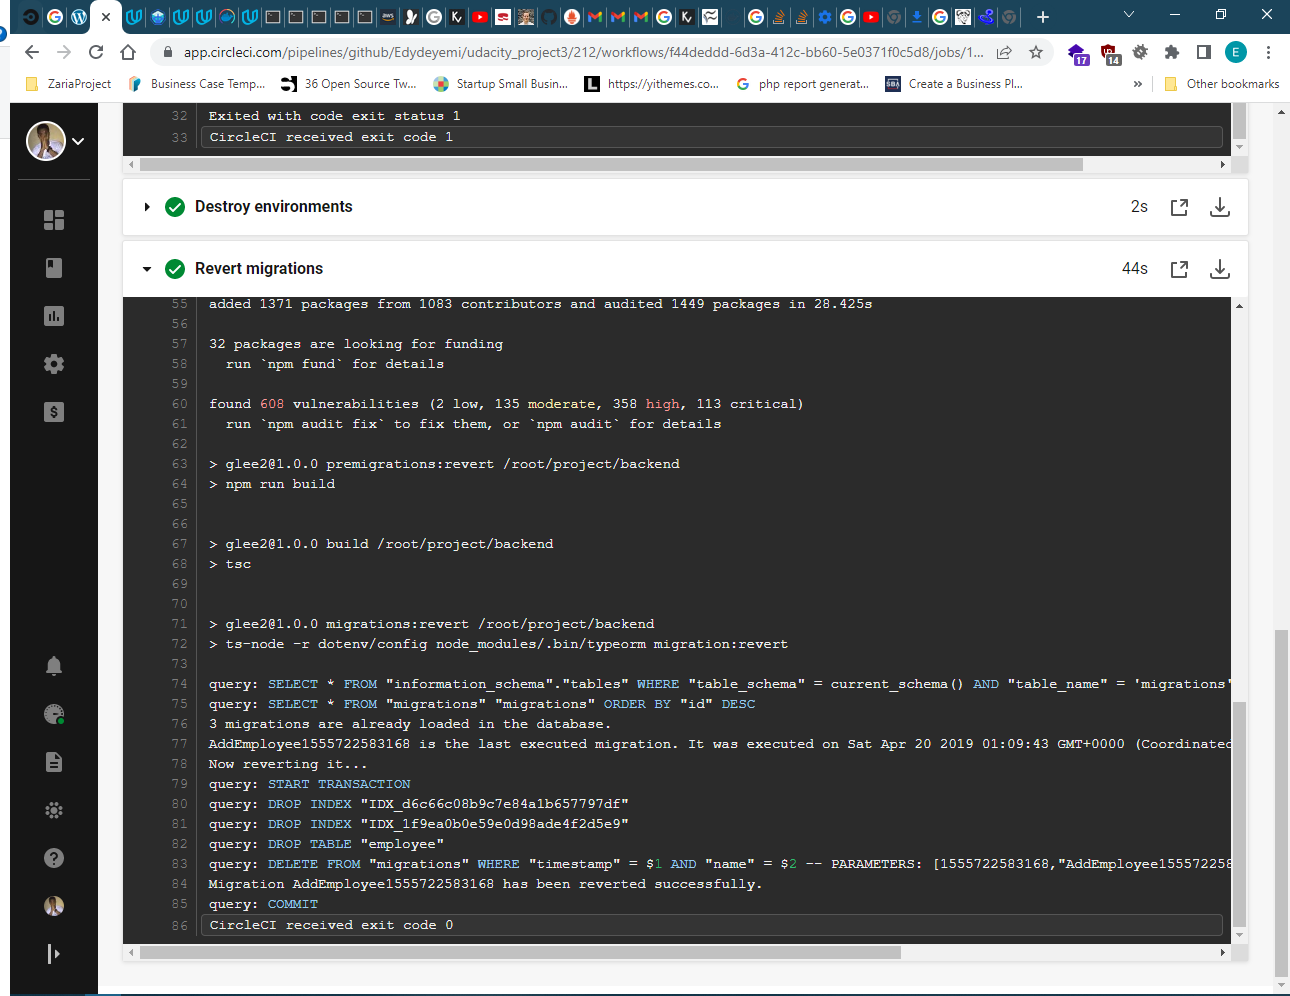 app.circleci.com/pipelines/github/Edydeyemi/udacity_project3/212/workflows/f44deddd-6d3a-412c-bb60-5e0371f0c5d8/jobs/1...
17
14
E
ZariaProject
Business Case Temp...
36 Open Source Tw...
Startup Small Busin...
https://yithemes.co...
php report generat...
Create a Business Pl...
»
Other bookmarks
32 Exited with code exit status 1
33 CircleCI received exit code 1
Destroy environments 2s
Revert migrations 44s
55 added 1371 packages from 1083 contributors and audited 1449 packages in 28.425s
56
57 32 packages are looking for funding
58 run `npm fund` for details
59
60 found 608 vulnerabilities (2 low, 135 moderate, 358 high, 113 critical)
61 run `npm audit fix` to fix them, or `npm audit` for details
62
63 > glee2@1.0.0 premigrations:revert /root/project/backend
64 > npm run build
65
66
67 > glee2@1.0.0 build /root/project/backend
68 > tsc
69
70
71 > glee2@1.0.0 migrations:revert /root/project/backend
72 > ts-node -r dotenv/config node_modules/.bin/typeorm migration:revert
73
74 query: SELECT * FROM "information_schema"."tables" WHERE "table_schema" = current_schema() AND "table_name" = 'migrations'
75 query: SELECT * FROM "migrations" "migrations" ORDER BY "id" DESC
76 3 migrations are already loaded in the database.
77 AddEmployee1555722583168 is the last executed migration. It was executed on Sat Apr 20 2019 01:09:43 GMT+0000 (Coordinated
78 Now reverting it...
79 query: START TRANSACTION
80 query: DROP INDEX "IDX_d6c66c08b9c7e84a1b657797df"
81 query: DROP INDEX "IDX_1f9ea0b0e59e0d98ade4f2d5e9"
82 query: DROP TABLE "employee"
83 query: DELETE FROM "migrations" WHERE "timestamp" = $1 AND "name" = $2 -- PARAMETERS: [1555722583168,"AddEmployee155572258
84 Migration AddEmployee1555722583168 has been reverted successfully.
85 query: COMMIT
86 CircleCI received exit code 0